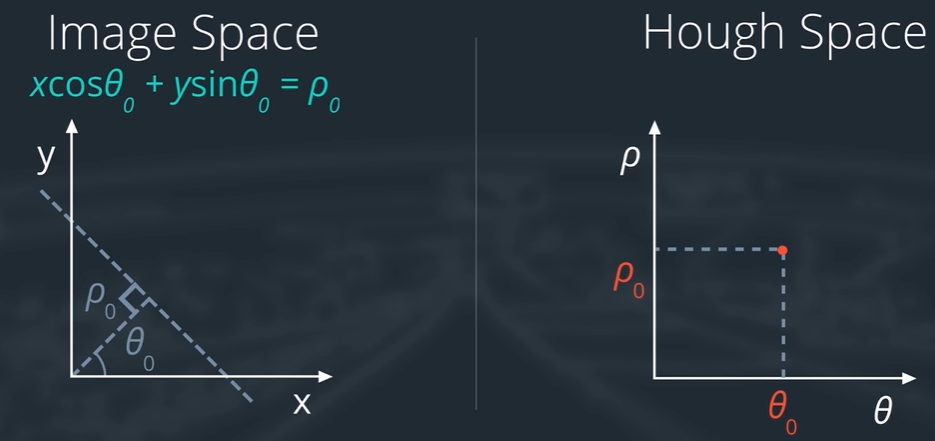 Image Space
xcosθ₀ + ysinθ₀ = ρ₀
y
ρ₀
θ₀
x
Hough Space
ρ
ρ₀
θ₀
θ